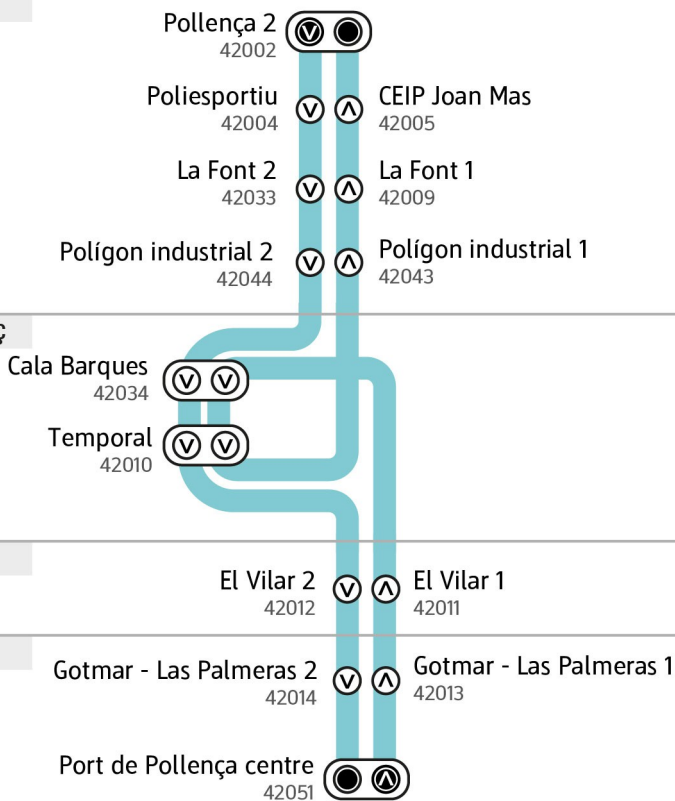 Pollença 2
42002
Poliesportiu
42004
CEIP Joan Mas
42005
La Font 2
42033
La Font 1
42009
Polígon industrial 2
42044
Polígon industrial 1
42043
ç
Cala Barques
42034
Temporal
42010
El Vilar 2
42012
El Vilar 1
42011
Gotmar - Las Palmeras 2
42014
Gotmar - Las Palmeras 1
42013
Port de Pollença centre
42051